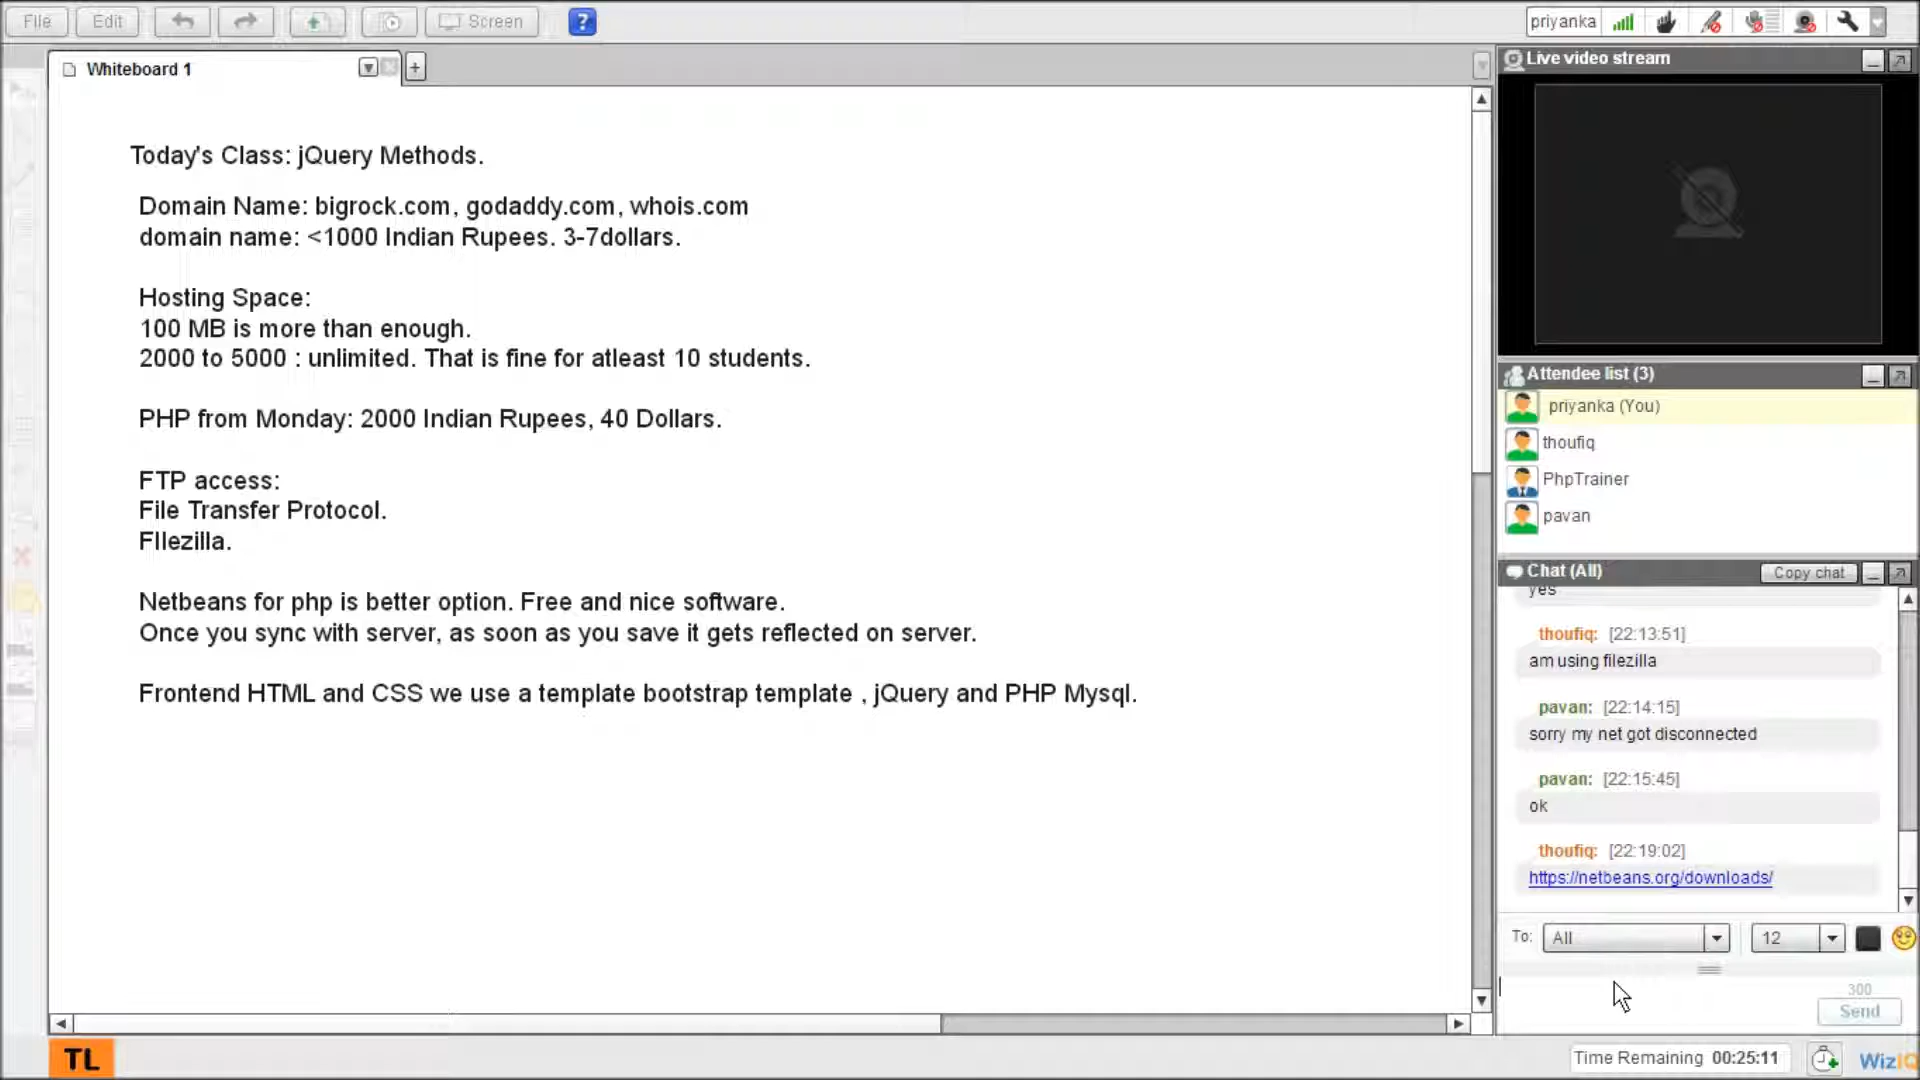 File Edit Screen ? priyanka
Whiteboard 1 +
Today's Class: jQuery Methods.
Domain Name: bigrock.com, godaddy.com, whois.com
domain name: <1000 Indian Rupees. 3-7dollars.
Hosting Space:
100 MB is more than enough.
2000 to 5000 : unlimited. That is fine for atleast 10 students.
PHP from Monday: 2000 Indian Rupees, 40 Dollars.
FTP access:
File Transfer Protocol.
FIlezilla.
Netbeans for php is better option. Free and nice software.
Once you sync with server, as soon as you save it gets reflected on server.
Frontend HTML and CSS we use a template bootstrap template , jQuery and PHP Mysql.
Live video stream
Attendee list (3)
priyanka (You)
thoufiq
PhpTrainer
pavan
Chat (All) Copy chat
yes
thoufiq: [22:13:51]
am using filezilla
pavan: [22:14:15]
sorry my net got disconnected
pavan: [22:15:45]
ok
thoufiq: [22:19:02]
https://netbeans.org/downloads/
To: All 12
300
Send
TL
Time Remaining 00:25:11
WizIQ